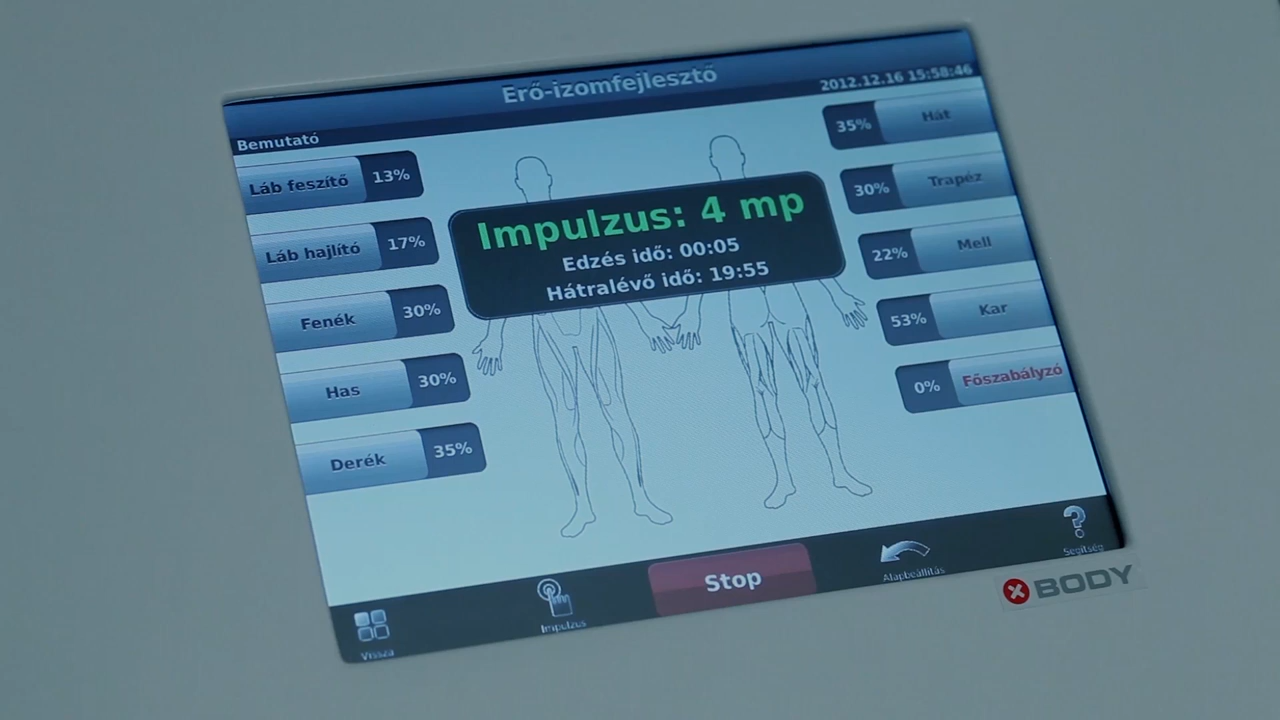 Erő-izomfejlesztő
2012.12.16 15:58:46
Bemutató
Láb feszítő 13%
Láb hajlító 17%
Fenék 30%
Has 30%
Derék 35%
Impulzus: 4 mp
Edzés idő: 00:05
Hátralévő idő: 19:55
35% Hát
30% Trapéz
22% Mell
53% Kar
0% Főszabályzó
Vissza
Impulzus
Stop
Alapbeállítás
Segítség
XBODY